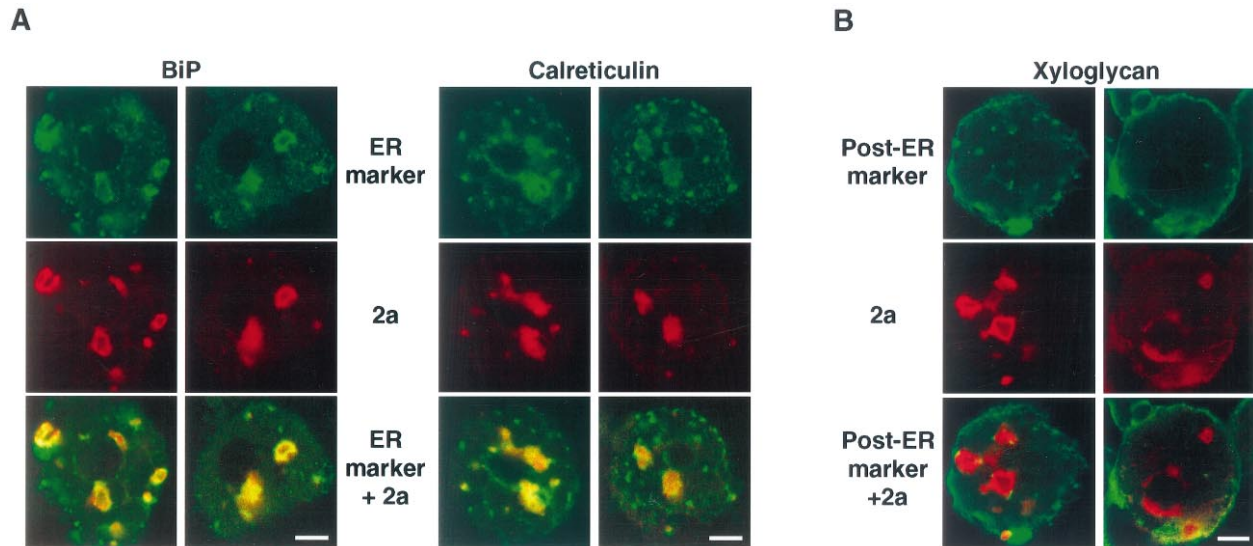 A
B
BiP
Calreticulin
Xyloglycan
ER
marker
Post-ER
marker
2a
2a
ER
marker
+ 2a
Post-ER
marker
+2a